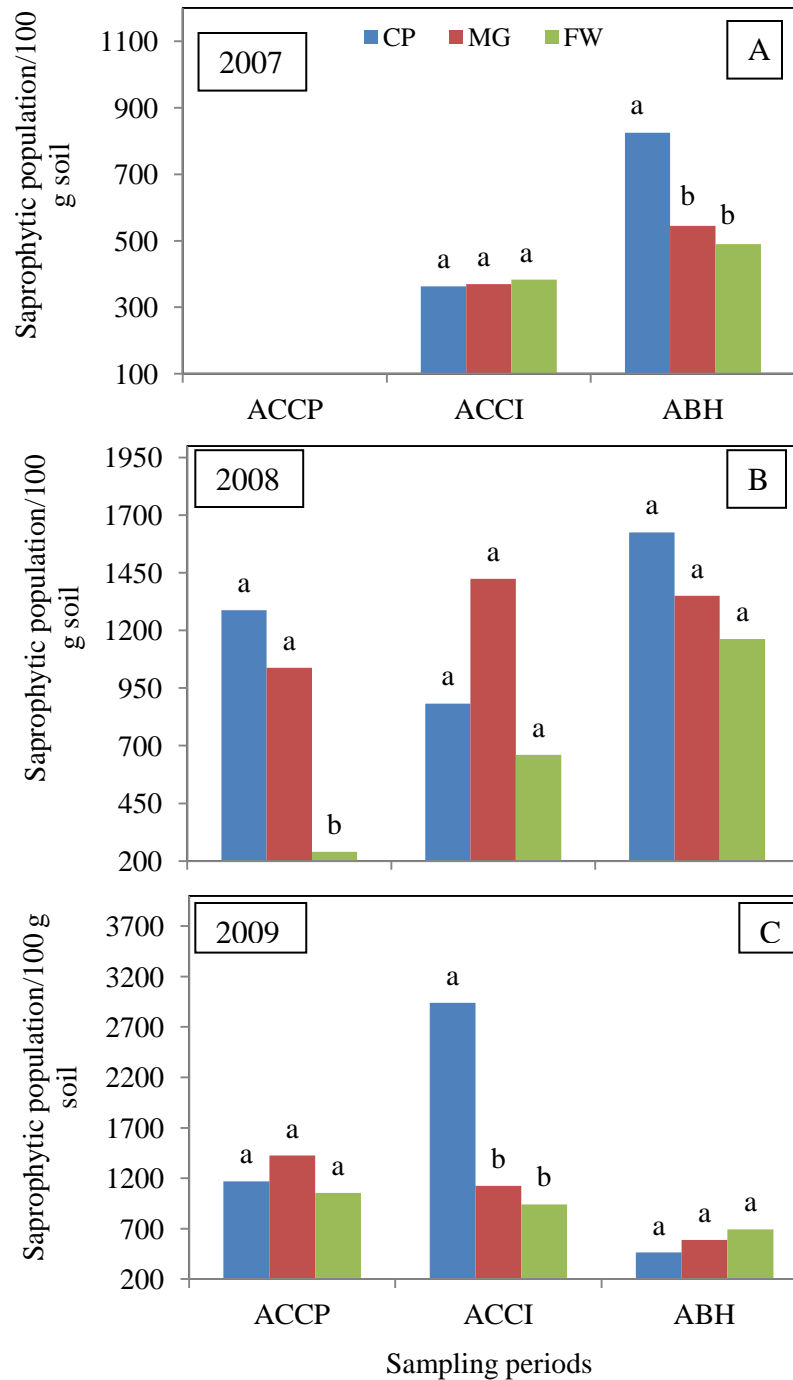 Saprophytic population/100
g soil
1100
900
700
500
300
100
2007
CP MG FW
A
a a a
a b b
ACCP ACCI ABH
Saprophytic population/100
g soil
1950
1700
1450
1200
950
700
450
200
2008
B
a a b
a a a
a a a
Saprophytic population/100 g
soil
3700
3200
2700
2200
1700
1200
700
200
2009
C
a a a
a b b
a a a
ACCP ACCI ABH
Sampling periods